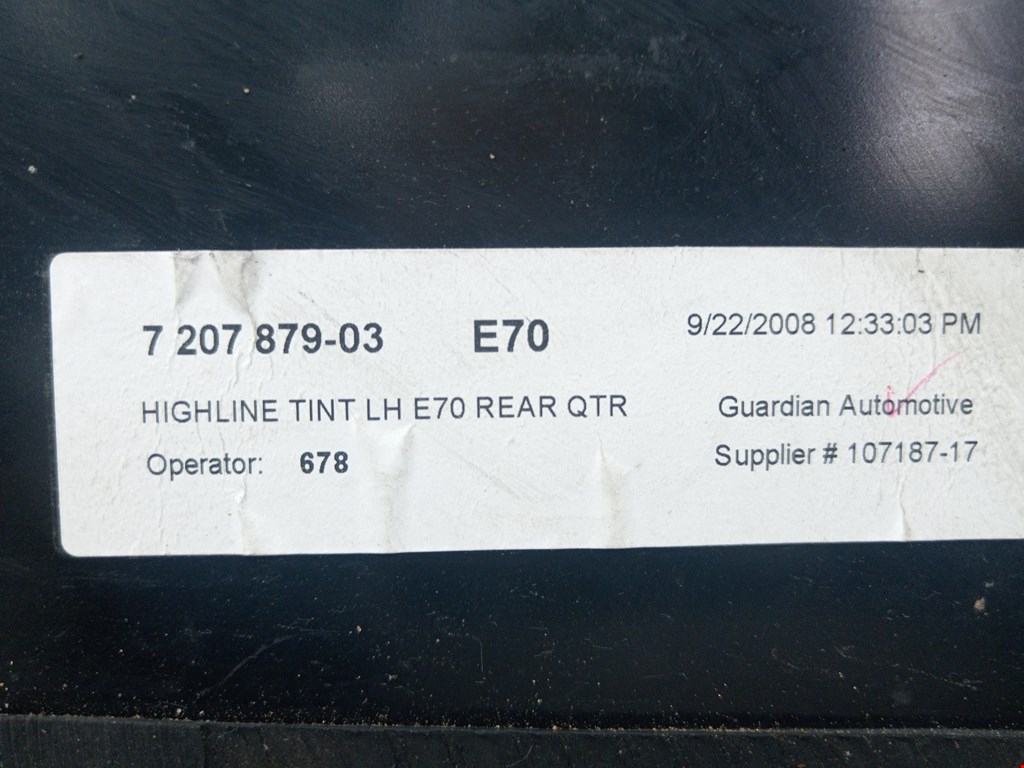 7 207 879-03 E70 9/22/2008 12:33:03 PM
HIGHLINE TINT LH E70 REAR QTR Guardian Automotive
Operator: 678 Supplier # 107187-17